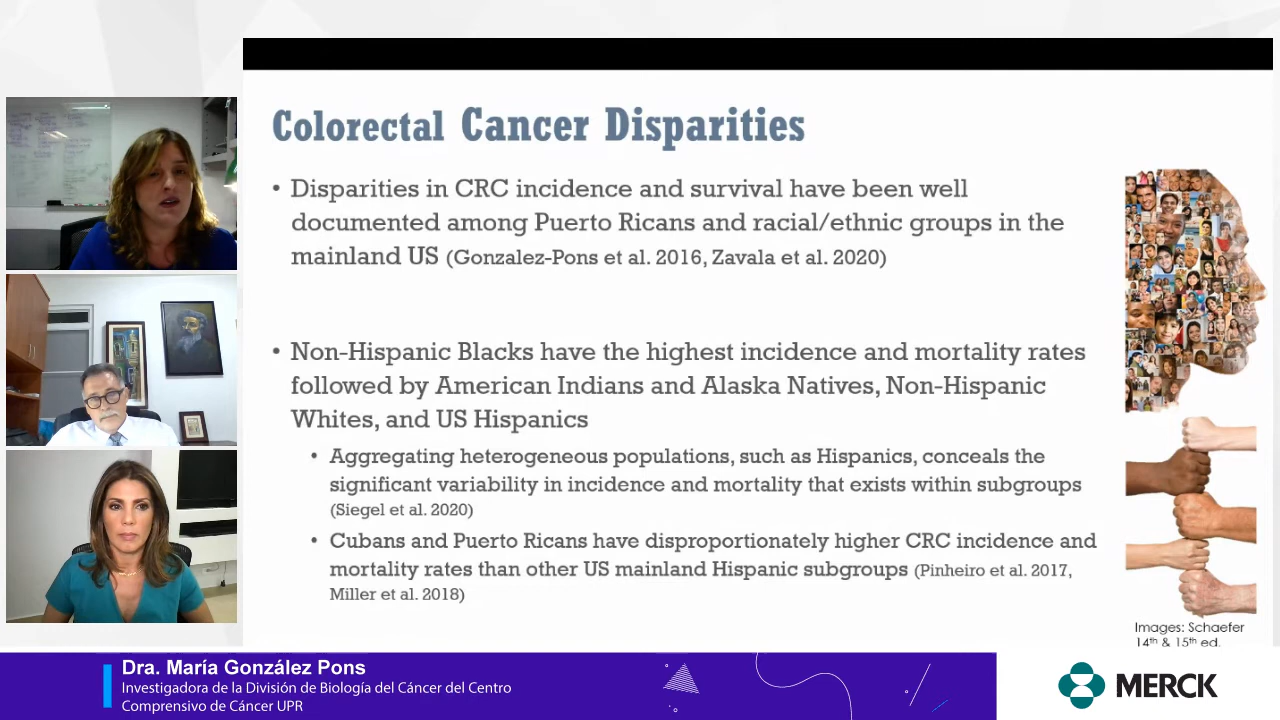 Colorectal Cancer Disparities
• Disparities in CRC incidence and survival have been well
documented among Puerto Ricans and racial/ethnic groups in the
mainland US (Gonzalez-Pons et al. 2016, Zavala et al. 2020)
• Non-Hispanic Blacks have the highest incidence and mortality rates
followed by American Indians and Alaska Natives, Non-Hispanic
Whites, and US Hispanics
• Aggregating heterogeneous populations, such as Hispanics, conceals the
significant variability in incidence and mortality that exists within subgroups
(Siegel et al. 2020)
• Cubans and Puerto Ricans have disproportionately higher CRC incidence and
mortality rates than other US mainland Hispanic subgroups (Pinheiro et al. 2017,
Miller et al. 2018)
Images: Schaefer
14th & 15th ed.
Dra. María González Pons
Investigadora de la División de Biología del Cáncer del Centro
Comprensivo de Cáncer UPR
MERCK